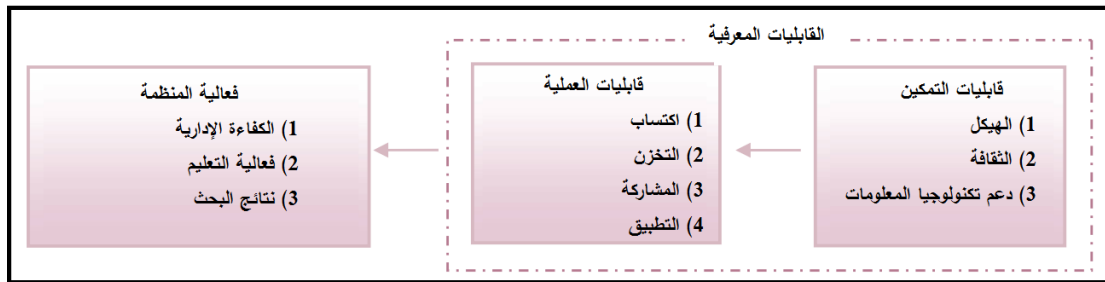 القابليات المعرفية
قابليات التمكين
1) الهيكل
2) الثقافة
3) دعم تكنولوجيا المعلومات
قابليات العملية
1) اكتساب
2) التخزن
3) المشاركة
4) التطبيق
فعالية المنظمة
1) الكفاءة الإدارية
2) فعالية التعليم
3) نتائج البحث